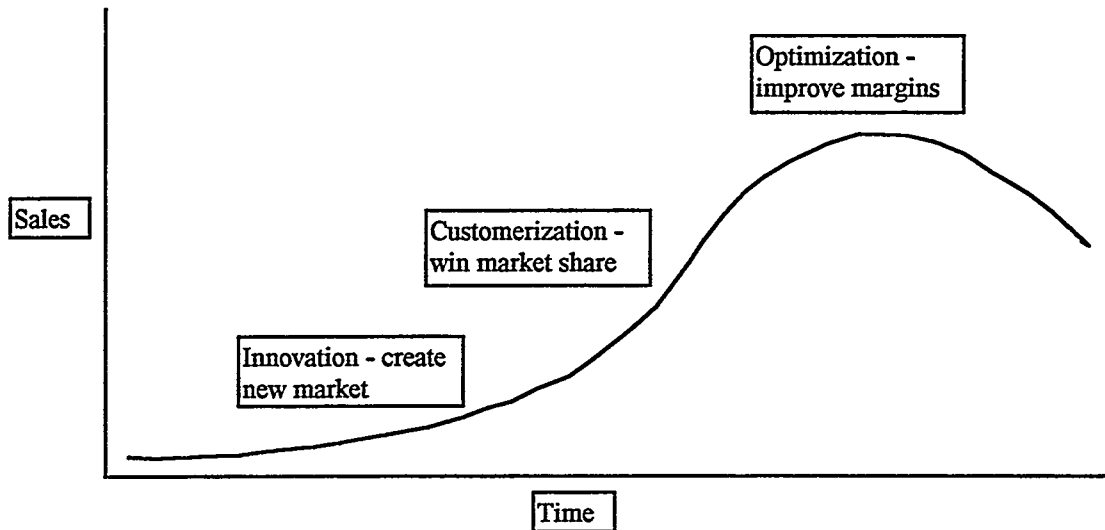 Optimization -
improve margins
Sales
Customerization -
win market share
Innovation - create
new market
Time